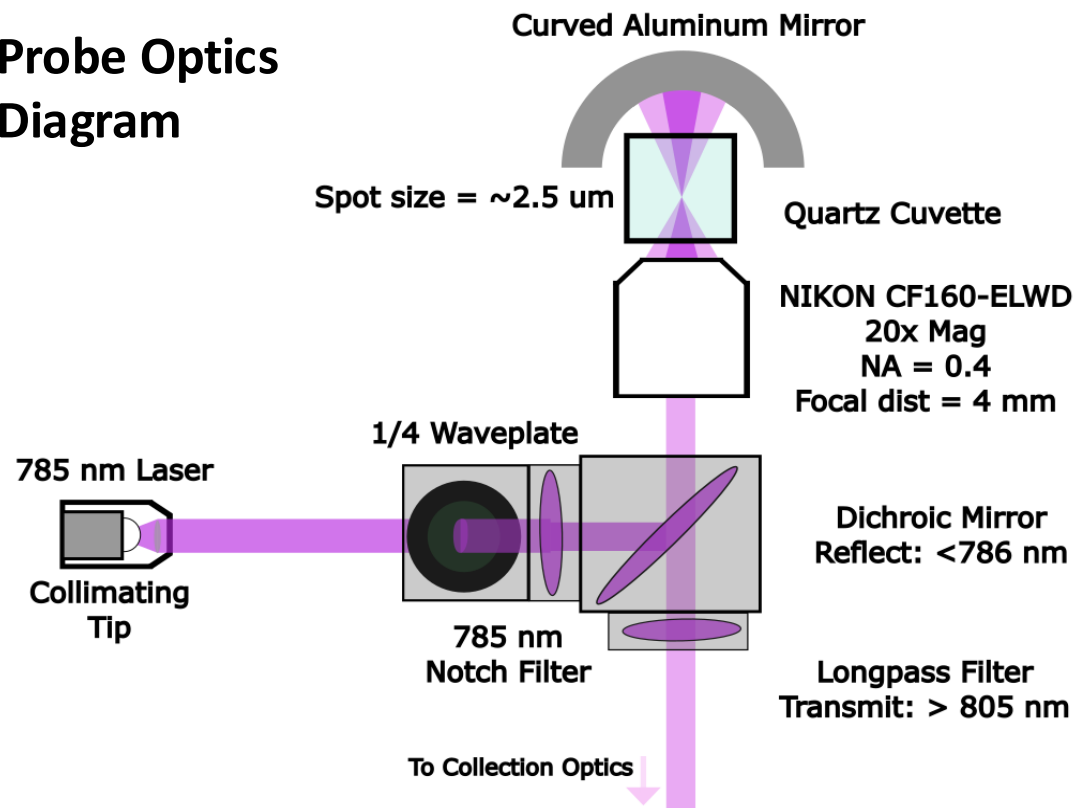 Probe Optics
Diagram
Curved Aluminum Mirror
Spot size = ~2.5 um
Quartz Cuvette
NIKON CF160-ELWD
20x Mag
NA = 0.4
Focal dist = 4 mm
1/4 Waveplate
785 nm Laser
Collimating
Tip
785 nm
Notch Filter
Dichroic Mirror
Reflect: <786 nm
Longpass Filter
Transmit: > 805 nm
To Collection Optics